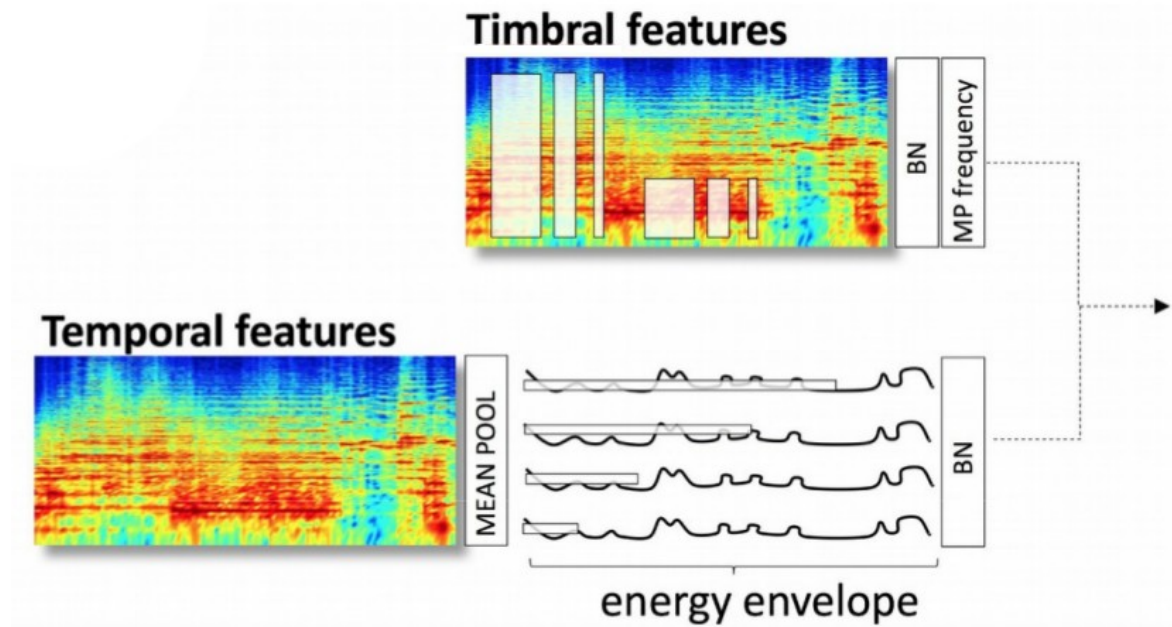 Timbral features
BN
MP frequency
Temporal features
MEAN POOL
BN
energy envelope